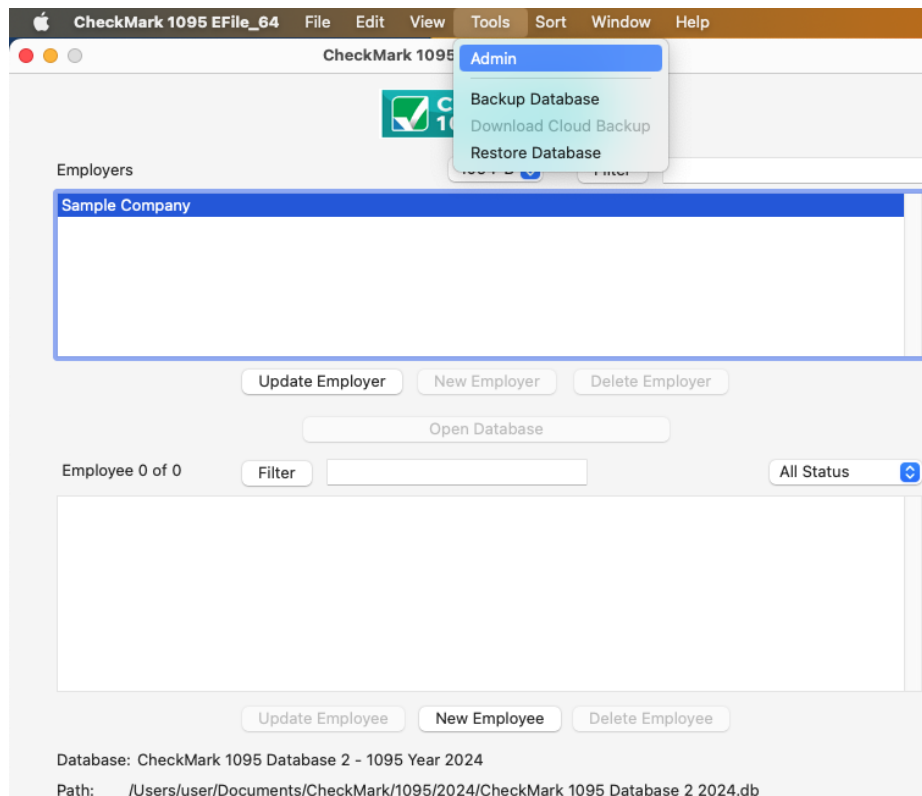 CheckMark 1095 EFile_64 File Edit View Tools Sort Window Help
CheckMark 1095
Admin
Backup Database
Download Cloud Backup
Restore Database
Employers
Filter
Sample Company
Update Employer New Employer Delete Employer
Open Database
Employee 0 of 0 Filter All Status
Update Employee New Employee Delete Employee
Database: CheckMark 1095 Database 2 - 1095 Year 2024
Path: /Users/user/Documents/CheckMark/1095/2024/CheckMark 1095 Database 2 2024.db